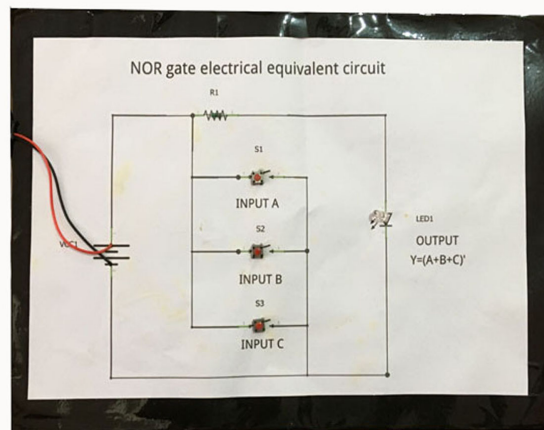 NOR gate electrical equivalent circuit
R1
S1
INPUT A
S2
INPUT B
S3
INPUT C
VCC1
LED1
OUTPUT
Y=(A+B+C)'